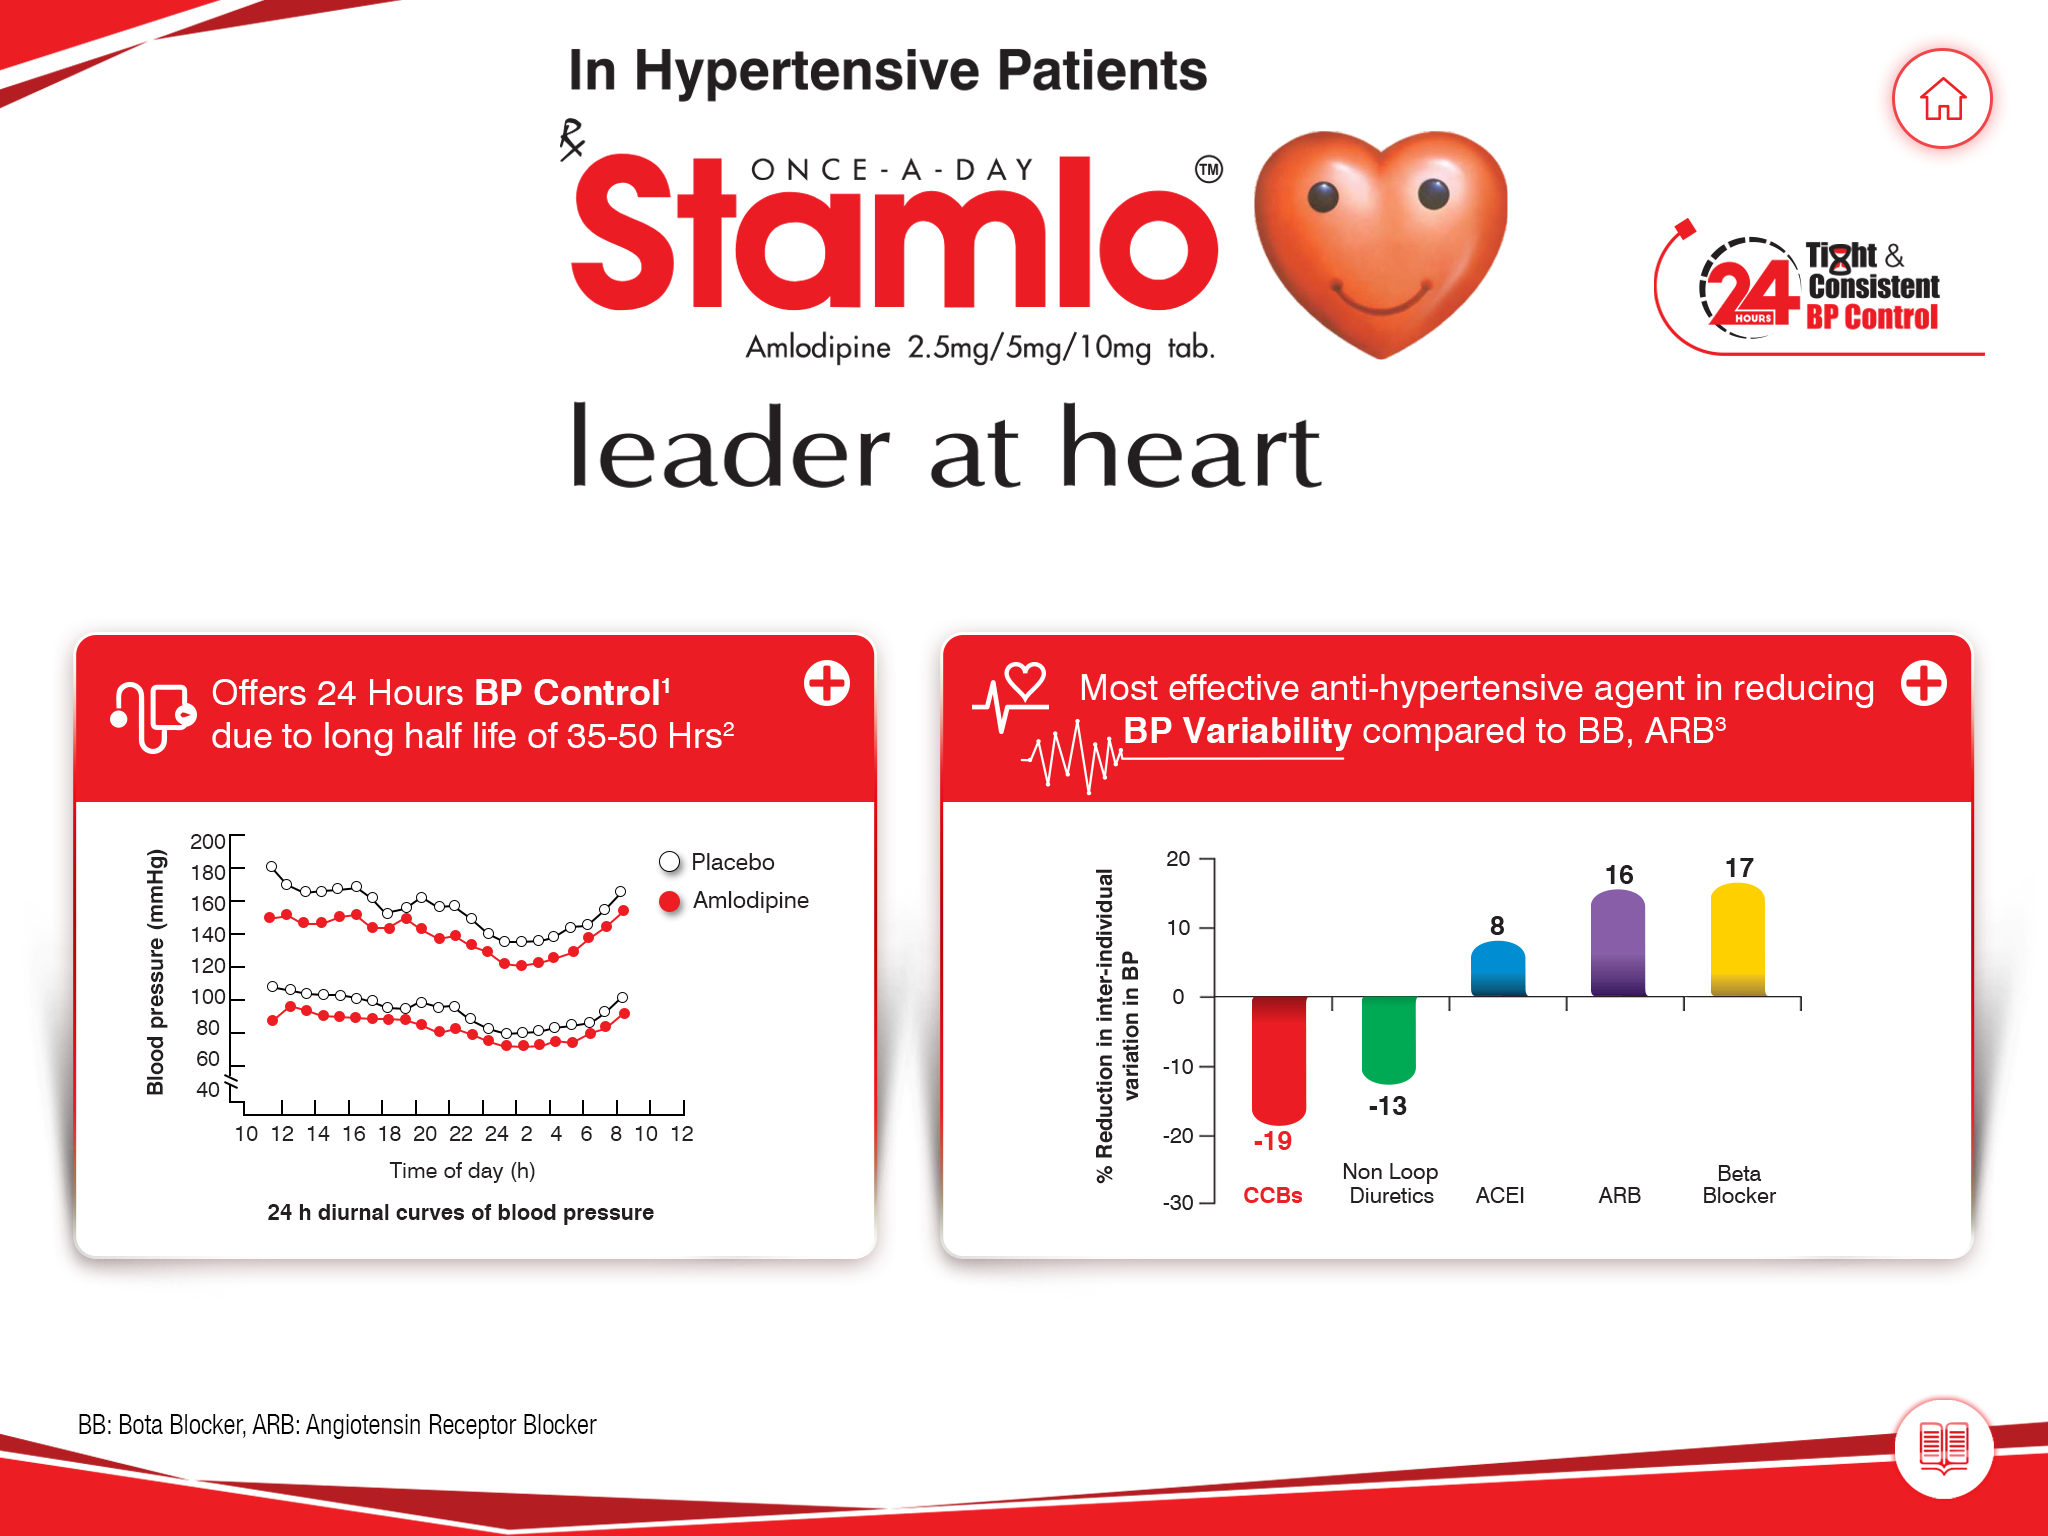 In Hypertensive Patients
℞
ONCE-A-DAY
Stamlo™
Amlodipine 2.5mg/5mg/10mg tab.
leader at heart
24 HOURS
Tight &
Consistent
BP Control
Offers 24 Hours BP Control¹
due to long half life of 35-50 Hrs²
Blood pressure (mmHg)
200
180
160
140
120
100
80
60
40
Placebo
Amlodipine
10 12 14 16 18 20 22 24 2 4 6 8 10 12
Time of day (h)
24 h diurnal curves of blood pressure
Most effective anti-hypertensive agent in reducing
BP Variability compared to BB, ARB³
% Reduction in inter-individual
variation in BP
20
10
0
-10
-20
-30
-19
-13
8
16
17
CCBs
Non Loop
Diuretics
ACEI
ARB
Beta
Blocker
BB: Bota Blocker, ARB: Angiotensin Receptor Blocker